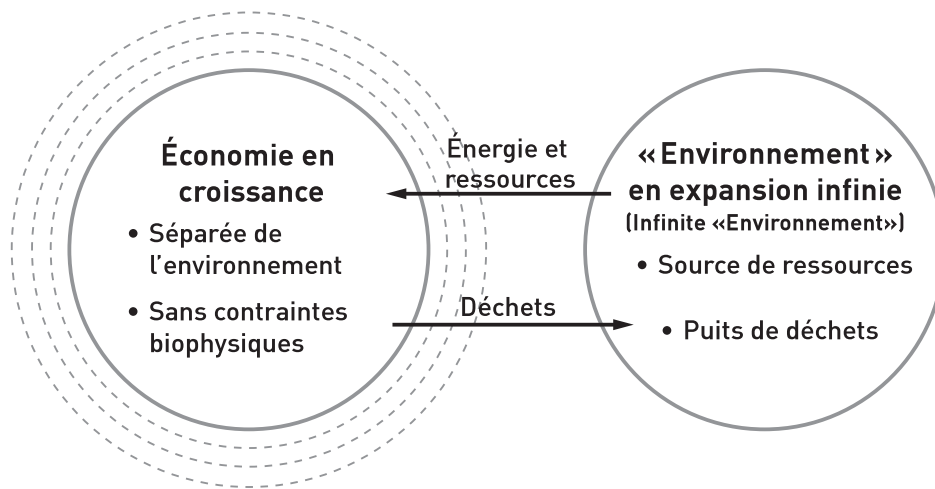 Économie en
croissance
• Séparée de
l'environnement
• Sans contraintes
biophysiques
Énergie et
ressources
Déchets
«Environnement»
en expansion infinie
(Infinite «Environnement»)
• Source de ressources
• Puits de déchets